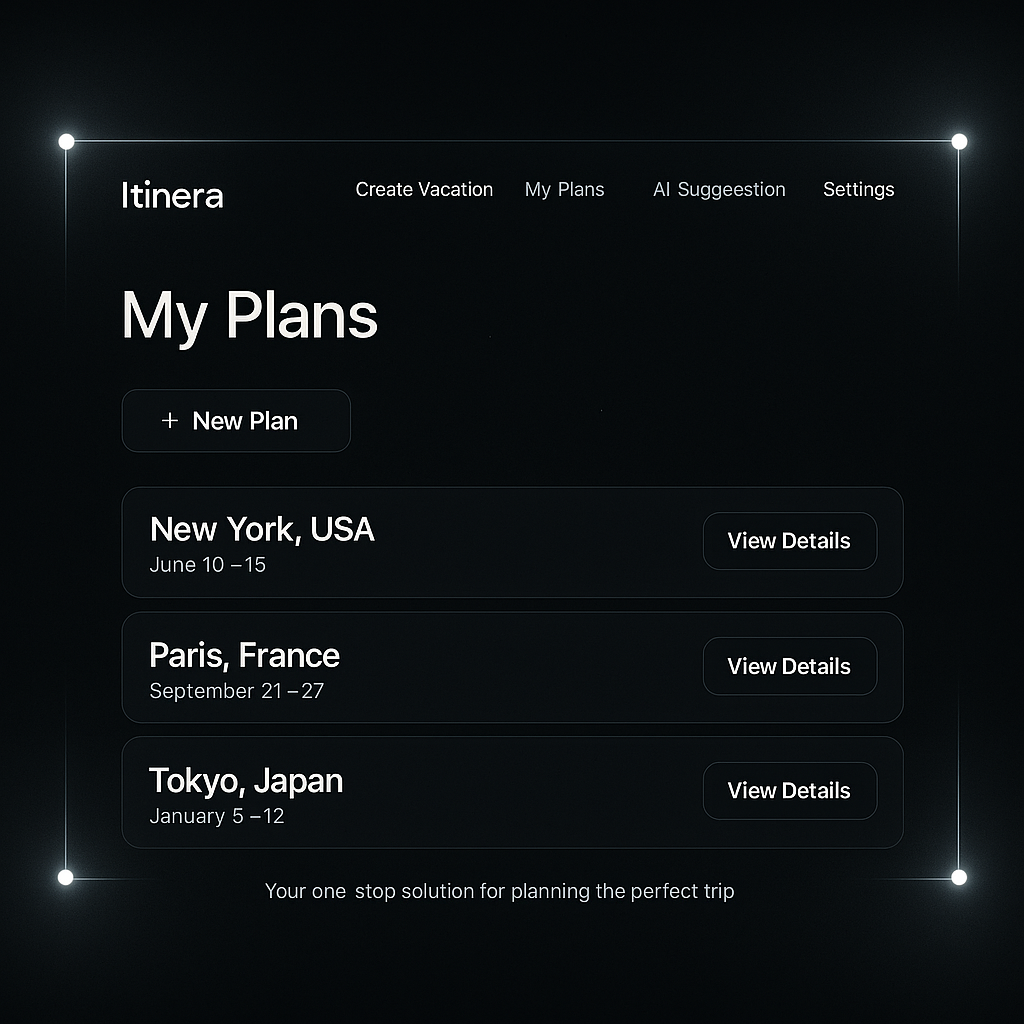 Itinera
Create Vacation My Plans AI Suggeestion Settings
My Plans
+ New Plan
New York, USA
June 10 – 15
View Details
Paris, France
September 21 – 27
View Details
Tokyo, Japan
January 5 – 12
View Details
Your one stop solution for planning the perfect trip